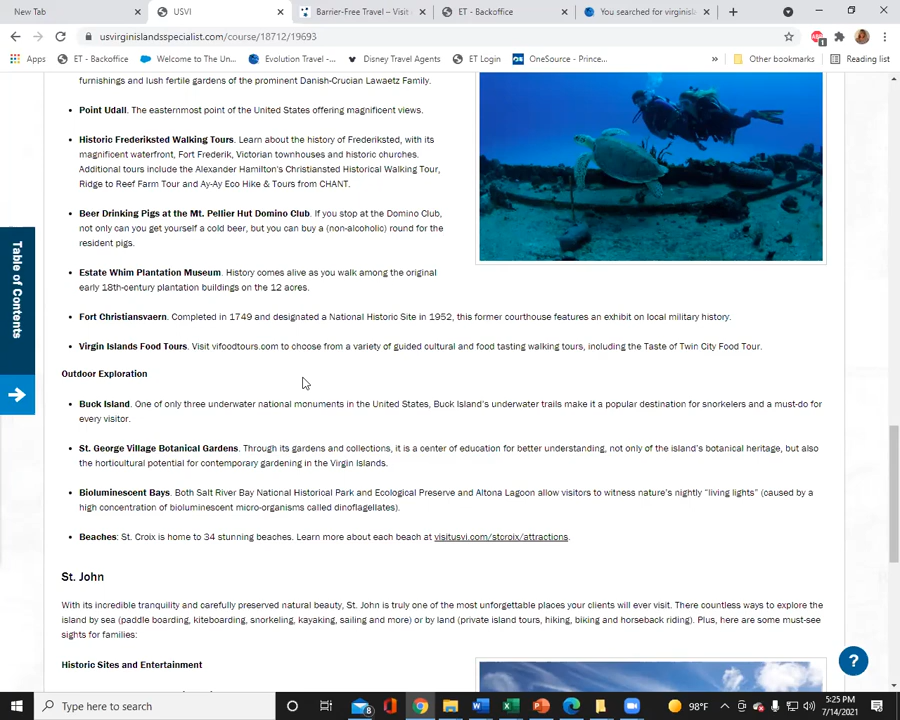 New Tab
USVI
Barrier-Free Travel – Visit
ET - Backoffice
You searched for virginisl
usvirginislandsspecialist.com/course/18712/19693
Apps
ET - Backoffice
Welcome to The Un...
Evolution Travel -...
Disney Travel Agents
ET Login
OneSource - Prince...
»
Other bookmarks
Reading list
furnishings and lush fertile gardens of the prominent Danish-Crucian Lawaetz Family.
• Point Udall. The easternmost point of the United States offering magnificent views.
• Historic Frederiksted Walking Tours. Learn about the history of Frederiksted, with its
magnificent waterfront, Fort Frederik, Victorian townhouses and historic churches.
Additional tours include the Alexander Hamilton's Christiansted Historical Walking Tour,
Ridge to Reef Farm Tour and Ay-Ay Eco Hike & Tours from CHANT.
• Beer Drinking Pigs at the Mt. Pellier Hut Domino Club. If you stop at the Domino Club,
not only can you get yourself a cold beer, but you can buy a (non-alcoholic) round for the
resident pigs.
• Estate Whim Plantation Museum. History comes alive as you walk among the original
early 18th-century plantation buildings on the 12 acres.
• Fort Christiansvaern. Completed in 1749 and designated a National Historic Site in 1952, this former courthouse features an exhibit on local military history.
• Virgin Islands Food Tours. Visit vifoodtours.com to choose from a variety of guided cultural and food tasting walking tours, including the Taste of Twin City Food Tour.
Outdoor Exploration
• Buck Island. One of only three underwater national monuments in the United States, Buck Island's underwater trails make it a popular destination for snorkelers and a must-do for
every visitor.
• St. George Village Botanical Gardens. Through its gardens and collections, it is a center of education for better understanding, not only of the island's botanical heritage, but also
the horticultural potential for contemporary gardening in the Virgin Islands.
• Bioluminescent Bays. Both Salt River Bay National Historical Park and Ecological Preserve and Altona Lagoon allow visitors to witness nature's nightly "living lights" (caused by a
high concentration of bioluminescent micro-organisms called dinoflagellates).
• Beaches: St. Croix is home to 34 stunning beaches. Learn more about each beach at visitusvi.com/stcroix/attractions.
St. John
With its incredible tranquility and carefully preserved natural beauty, St. John is truly one of the most unforgettable places your clients will ever visit. There countless ways to explore the
island by sea (paddle boarding, kiteboarding, snorkeling, kayaking, sailing and more) or by land (private island tours, hiking, biking and horseback riding). Plus, here are some must-see
sights for families:
Historic Sites and Entertainment
Table of Contents
?
Type here to search
8
98°F
5:25 PM
7/14/2021